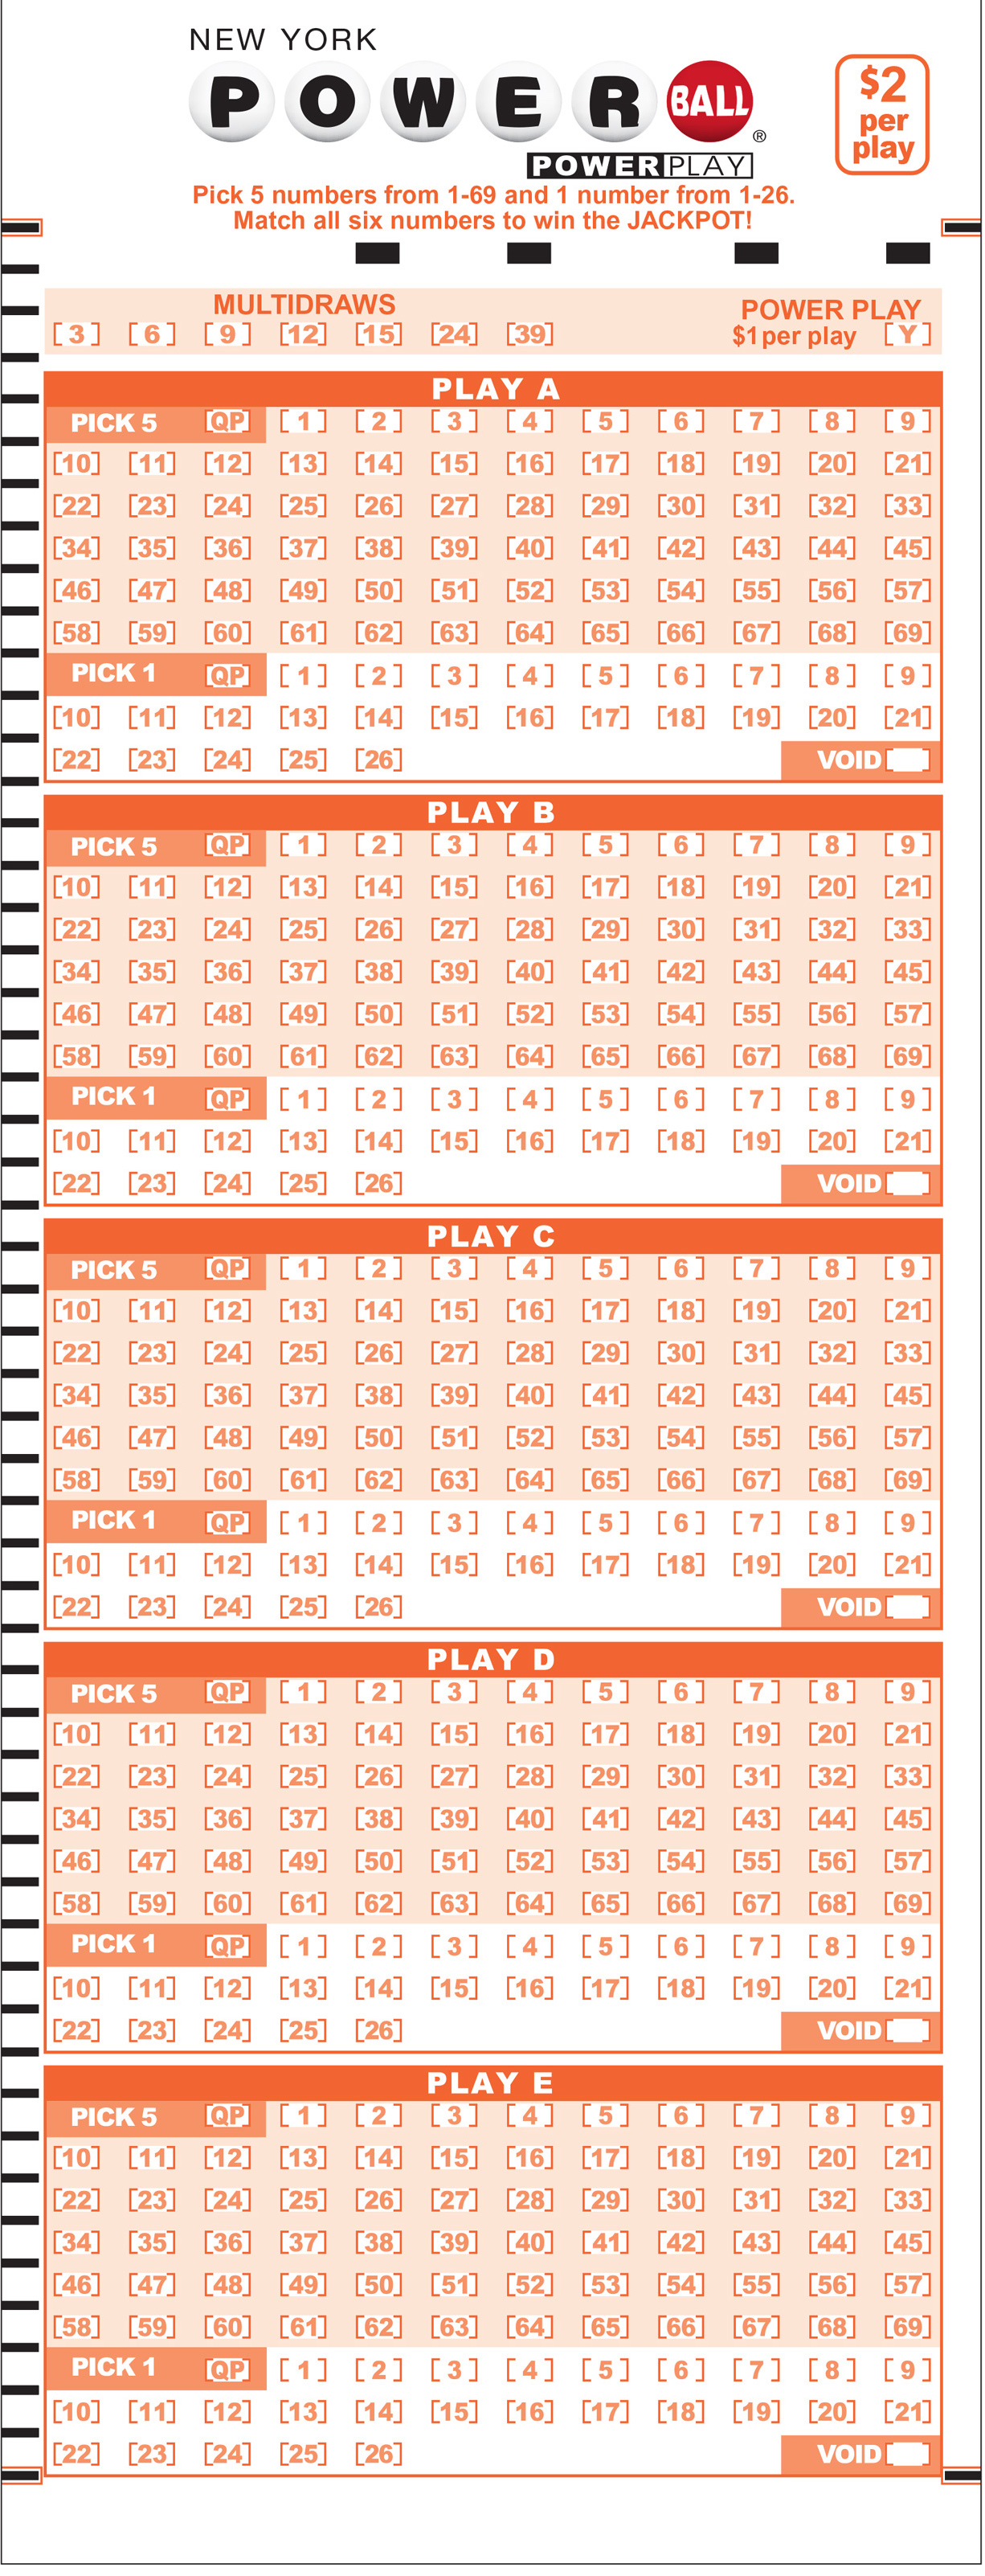 NEW YORK
POWERBALL®
POWERPLAY
$2
per
play
Pick 5 numbers from 1-69 and 1 number from 1-26.
Match all six numbers to win the JACKPOT!
MULTIDRAWS
[3] [6] [9] [12] [15] [24] [39]
POWER PLAY
$1 per play [Y]
PLAY A
PICK 5 [QP] [1] [2] [3] [4] [5] [6] [7] [8] [9]
[10] [11] [12] [13] [14] [15] [16] [17] [18] [19] [20] [21]
[22] [23] [24] [25] [26] [27] [28] [29] [30] [31] [32] [33]
[34] [35] [36] [37] [38] [39] [40] [41] [42] [43] [44] [45]
[46] [47] [48] [49] [50] [51] [52] [53] [54] [55] [56] [57]
[58] [59] [60] [61] [62] [63] [64] [65] [66] [67] [68] [69]
PICK 1 [QP] [1] [2] [3] [4] [5] [6] [7] [8] [9]
[10] [11] [12] [13] [14] [15] [16] [17] [18] [19] [20] [21]
[22] [23] [24] [25] [26] VOID [ ]
PLAY B
PICK 5 [QP] [1] [2] [3] [4] [5] [6] [7] [8] [9]
[10] [11] [12] [13] [14] [15] [16] [17] [18] [19] [20] [21]
[22] [23] [24] [25] [26] [27] [28] [29] [30] [31] [32] [33]
[34] [35] [36] [37] [38] [39] [40] [41] [42] [43] [44] [45]
[46] [47] [48] [49] [50] [51] [52] [53] [54] [55] [56] [57]
[58] [59] [60] [61] [62] [63] [64] [65] [66] [67] [68] [69]
PICK 1 [QP] [1] [2] [3] [4] [5] [6] [7] [8] [9]
[10] [11] [12] [13] [14] [15] [16] [17] [18] [19] [20] [21]
[22] [23] [24] [25] [26] VOID [ ]
PLAY C
PICK 5 [QP] [1] [2] [3] [4] [5] [6] [7] [8] [9]
[10] [11] [12] [13] [14] [15] [16] [17] [18] [19] [20] [21]
[22] [23] [24] [25] [26] [27] [28] [29] [30] [31] [32] [33]
[34] [35] [36] [37] [38] [39] [40] [41] [42] [43] [44] [45]
[46] [47] [48] [49] [50] [51] [52] [53] [54] [55] [56] [57]
[58] [59] [60] [61] [62] [63] [64] [65] [66] [67] [68] [69]
PICK 1 [QP] [1] [2] [3] [4] [5] [6] [7] [8] [9]
[10] [11] [12] [13] [14] [15] [16] [17] [18] [19] [20] [21]
[22] [23] [24] [25] [26] VOID [ ]
PLAY D
PICK 5 [QP] [1] [2] [3] [4] [5] [6] [7] [8] [9]
[10] [11] [12] [13] [14] [15] [16] [17] [18] [19] [20] [21]
[22] [23] [24] [25] [26] [27] [28] [29] [30] [31] [32] [33]
[34] [35] [36] [37] [38] [39] [40] [41] [42] [43] [44] [45]
[46] [47] [48] [49] [50] [51] [52] [53] [54] [55] [56] [57]
[58] [59] [60] [61] [62] [63] [64] [65] [66] [67] [68] [69]
PICK 1 [QP] [1] [2] [3] [4] [5] [6] [7] [8] [9]
[10] [11] [12] [13] [14] [15] [16] [17] [18] [19] [20] [21]
[22] [23] [24] [25] [26] VOID [ ]
PLAY E
PICK 5 [QP] [1] [2] [3] [4] [5] [6] [7] [8] [9]
[10] [11] [12] [13] [14] [15] [16] [17] [18] [19] [20] [21]
[22] [23] [24] [25] [26] [27] [28] [29] [30] [31] [32] [33]
[34] [35] [36] [37] [38] [39] [40] [41] [42] [43] [44] [45]
[46] [47] [48] [49] [50] [51] [52] [53] [54] [55] [56] [57]
[58] [59] [60] [61] [62] [63] [64] [65] [66] [67] [68] [69]
PICK 1 [QP] [1] [2] [3] [4] [5] [6] [7] [8] [9]
[10] [11] [12] [13] [14] [15] [16] [17] [18] [19] [20] [21]
[22] [23] [24] [25] [26] VOID [ ]